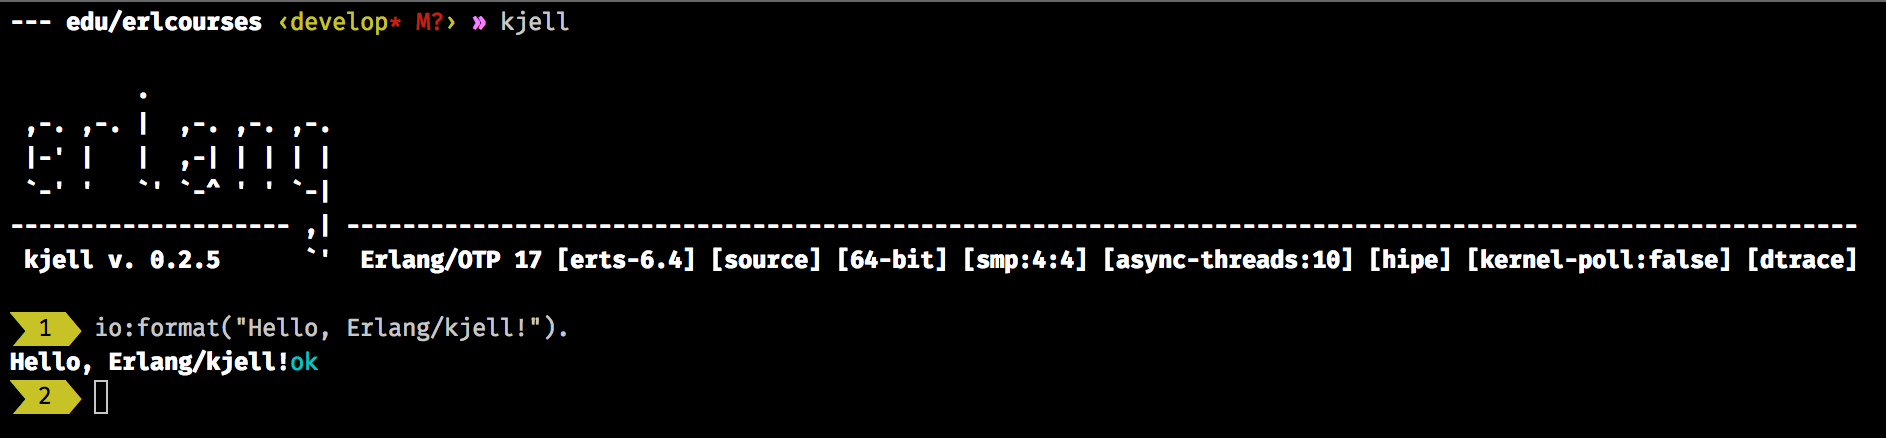 --- edu/erlcourses ‹develop* M?› » kjell
            .
 ,-. ,-. |  ,-. ,-. ,-.
 |-' |   |  ,-| | | | |
 `-' '   `' `-^ ' ' `-|
-------------------- ,| ------------------------------------------------------------------------------------------------------------
 kjell v. 0.2.5      `'  Erlang/OTP 17 [erts-6.4] [source] [64-bit] [smp:4:4] [async-threads:10] [hipe] [kernel-poll:false] [dtrace]
1 io:format("Hello, Erlang/kjell!").
Hello, Erlang/kjell!ok
2